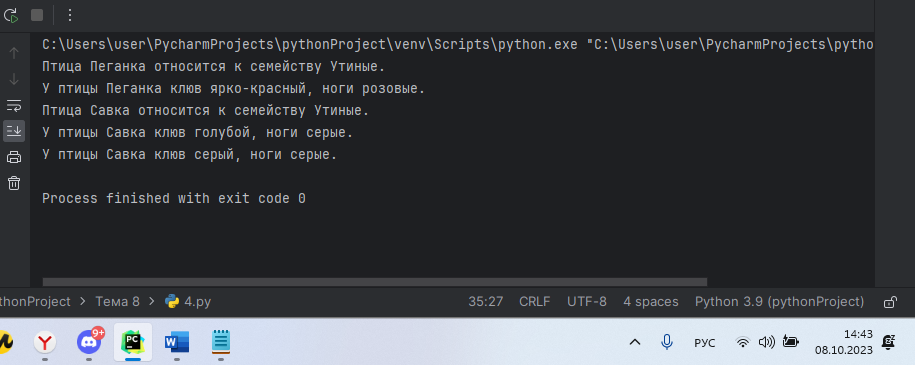 C:\Users\user\PycharmProjects\pythonProject\venv\Scripts\python.exe "C:\Users\user\PycharmProjects\pytho
Птица Пеганка относится к семейству Утиные.
У птицы Пеганка клюв ярко-красный, ноги розовые.
Птица Савка относится к семейству Утиные.
У птицы Савка клюв голубой, ноги серые.
У птицы Савка клюв серый, ноги серые.
Process finished with exit code 0
thonProject > Тема 8 > 4.py 35:27 CRLF UTF-8 4 spaces Python 3.9 (pythonProject)
Y 9+ PC W РУС 14:43
08.10.2023